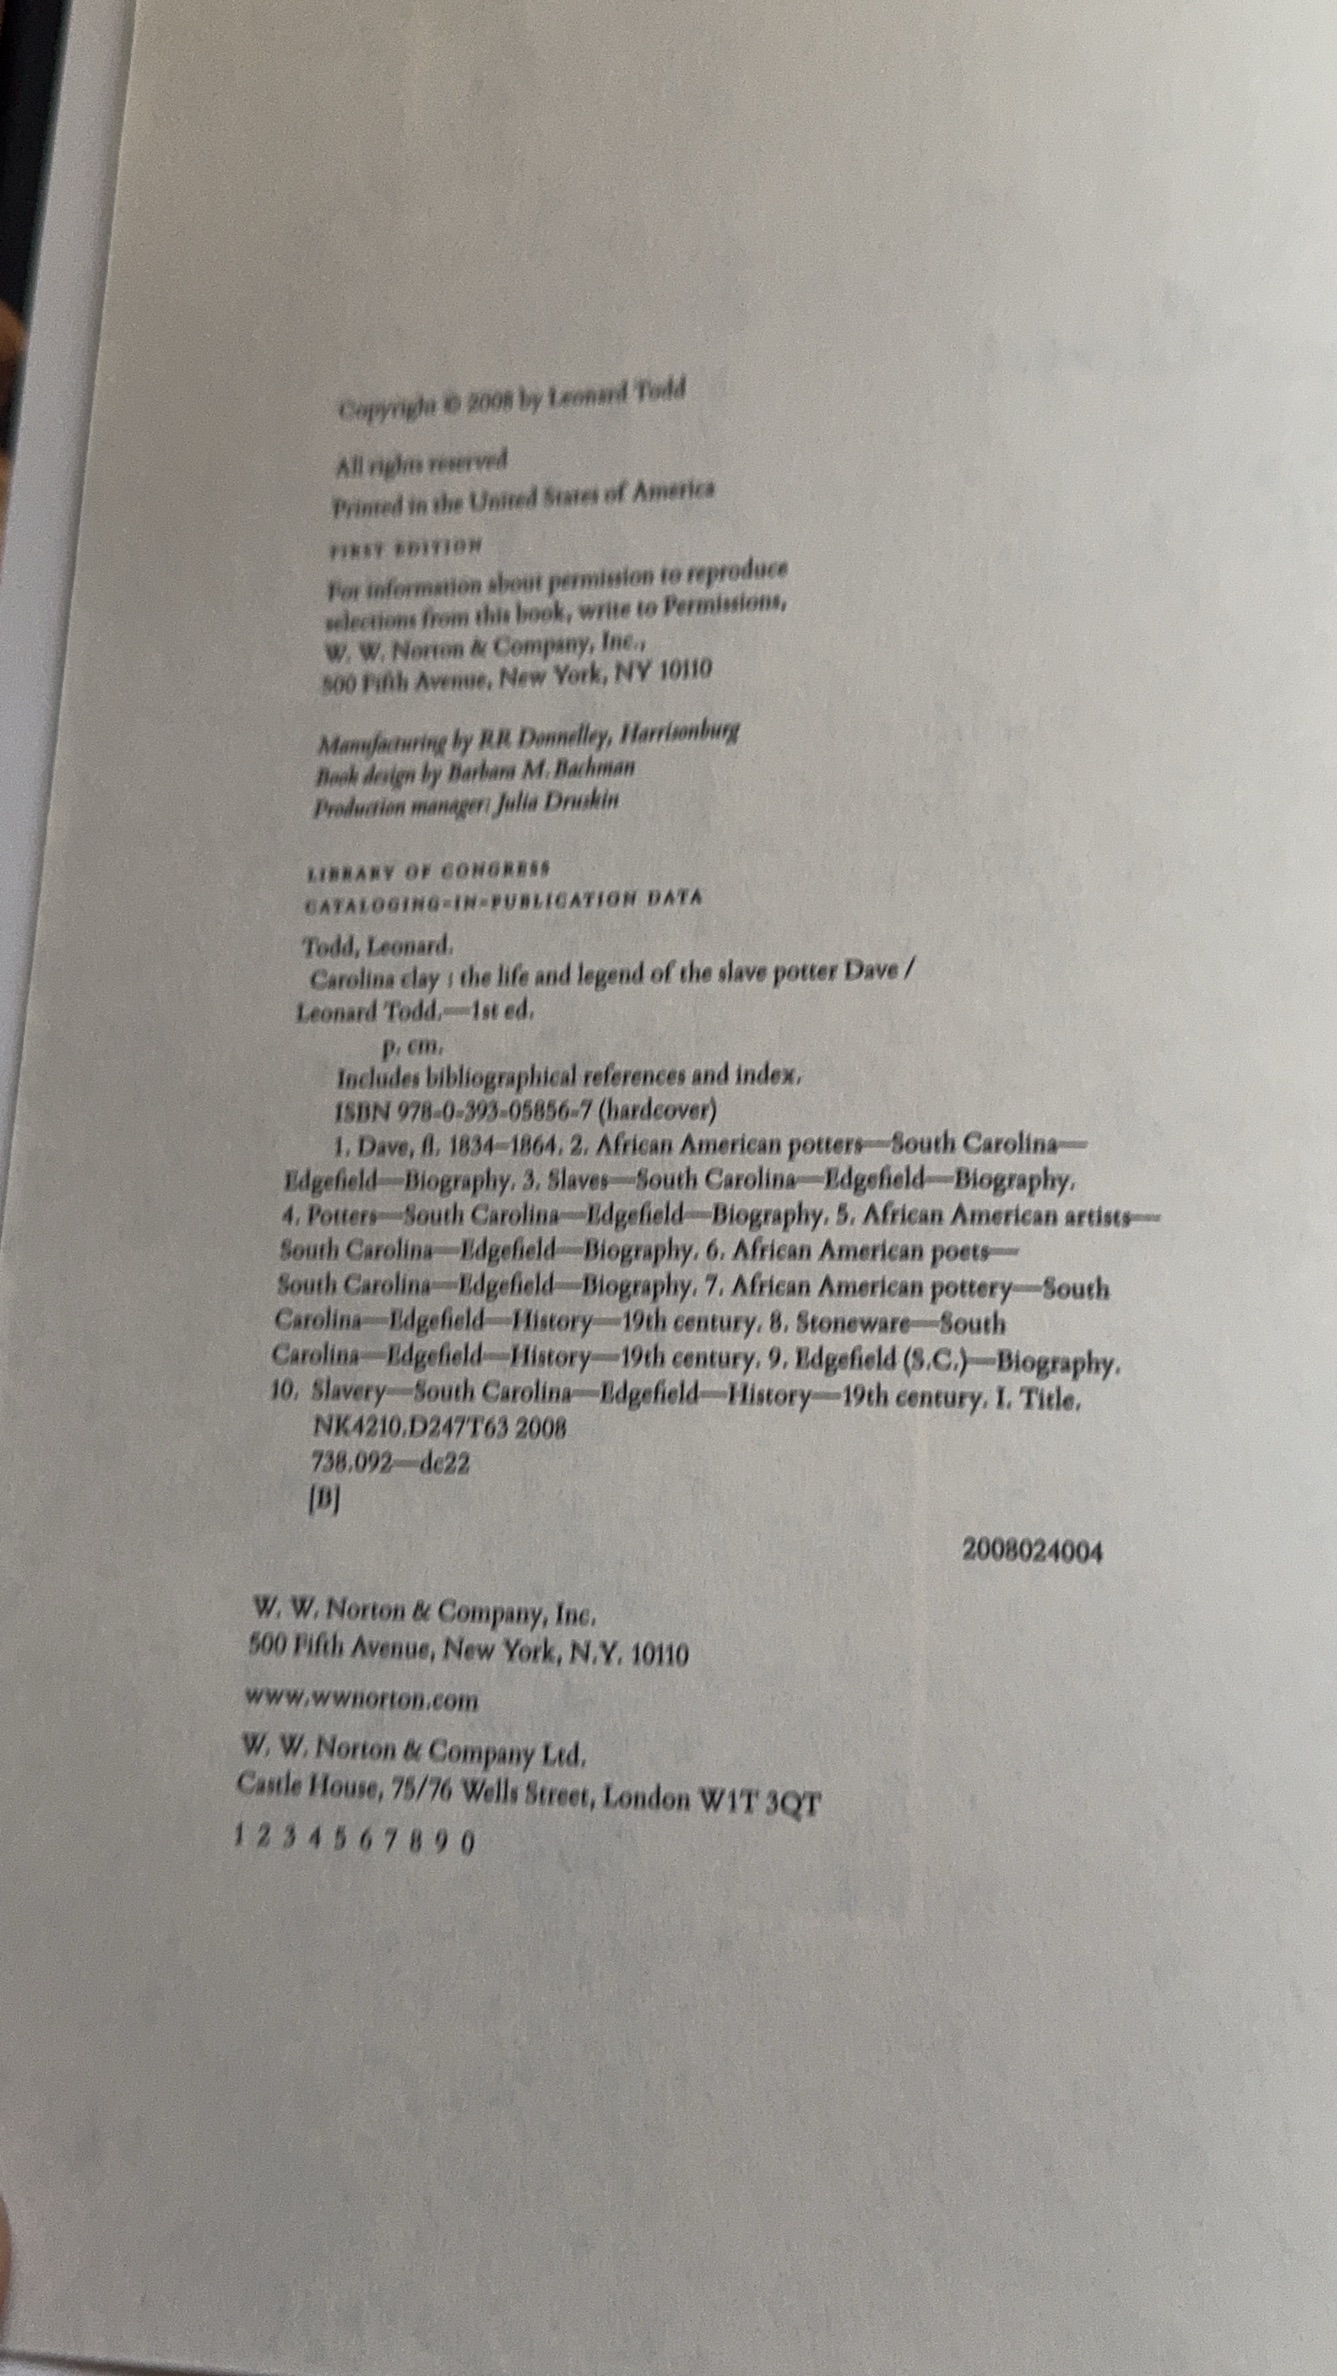 Copyright © 2008 by Leonard Todd
All rights reserved
Printed in the United States of America
FIRST EDITION
For information about permission to reproduce
selections from this book, write to Permissions,
W. W. Norton & Company, Inc.,
500 Fifth Avenue, New York, NY 10110
Manufacturing by RR Donnelley, Harrisonburg
Book design by Barbara M. Bachman
Production manager: Julia Druskin
LIBRARY OF CONGRESS
CATALOGING-IN-PUBLICATION DATA
Todd, Leonard.
Carolina clay : the life and legend of the slave potter Dave /
Leonard Todd.—1st ed.
p. cm.
Includes bibliographical references and index.
ISBN 978-0-393-05856-7 (hardcover)
1. Dave, fl. 1834–1864. 2. African American potters—South Carolina—
Edgefield—Biography. 3. Slaves—South Carolina—Edgefield—Biography.
4. Potters—South Carolina—Edgefield—Biography. 5. African American artists—
South Carolina—Edgefield—Biography. 6. African American poets—
South Carolina—Edgefield—Biography. 7. African American pottery—South
Carolina—Edgefield—History—19th century. 8. Stoneware—South
Carolina—Edgefield—History—19th century. 9. Edgefield (S.C.)—Biography.
10. Slavery—South Carolina—Edgefield—History—19th century. I. Title.
NK4210.D247T63 2008
738.092—dc22
[B]
2008024004
W. W. Norton & Company, Inc.
500 Fifth Avenue, New York, N.Y. 10110
www.wwnorton.com
W. W. Norton & Company Ltd.
Castle House, 75/76 Wells Street, London W1T 3QT
1 2 3 4 5 6 7 8 9 0